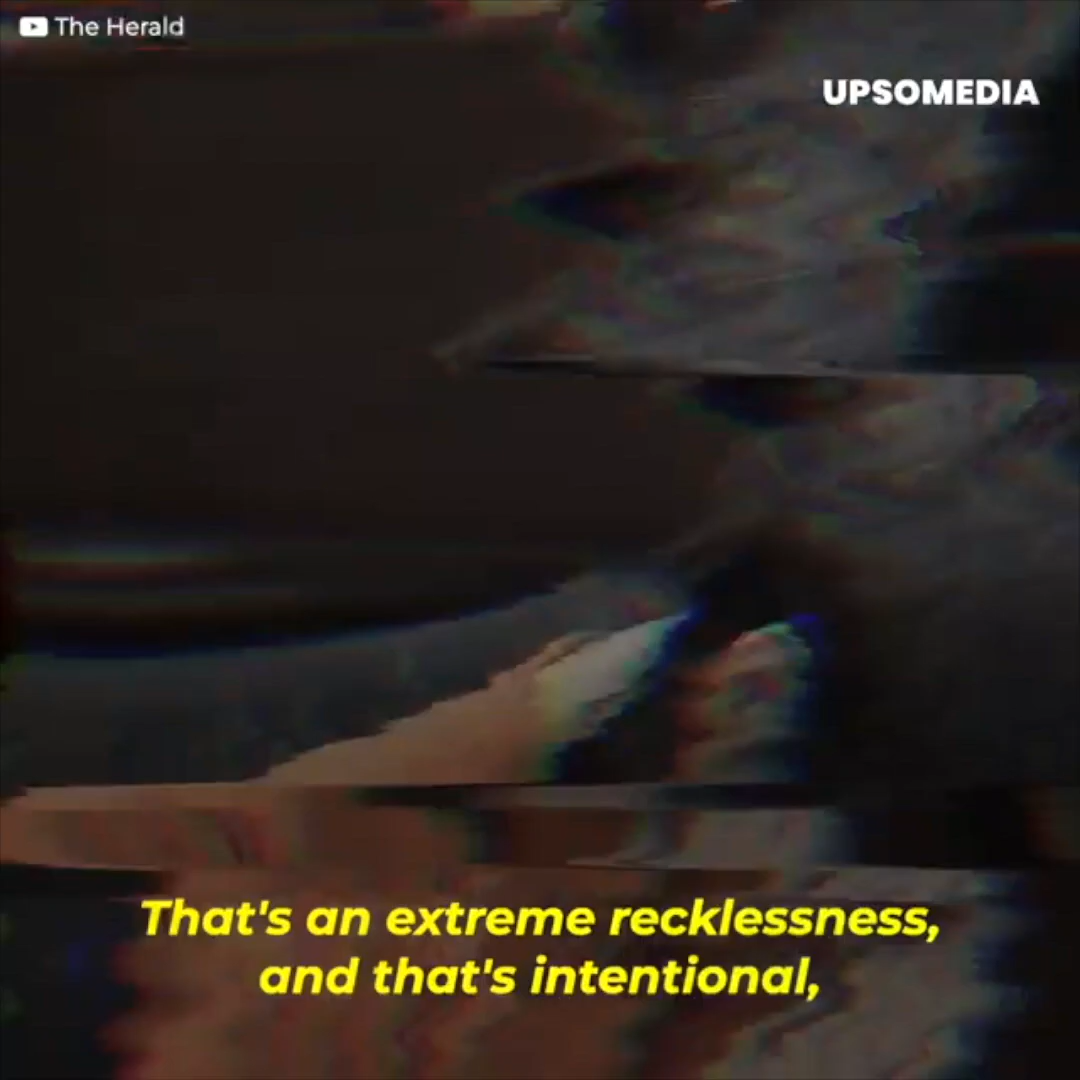 The Herald
UPSOMEDIA
That's an extreme recklessness,
and that's intentional,